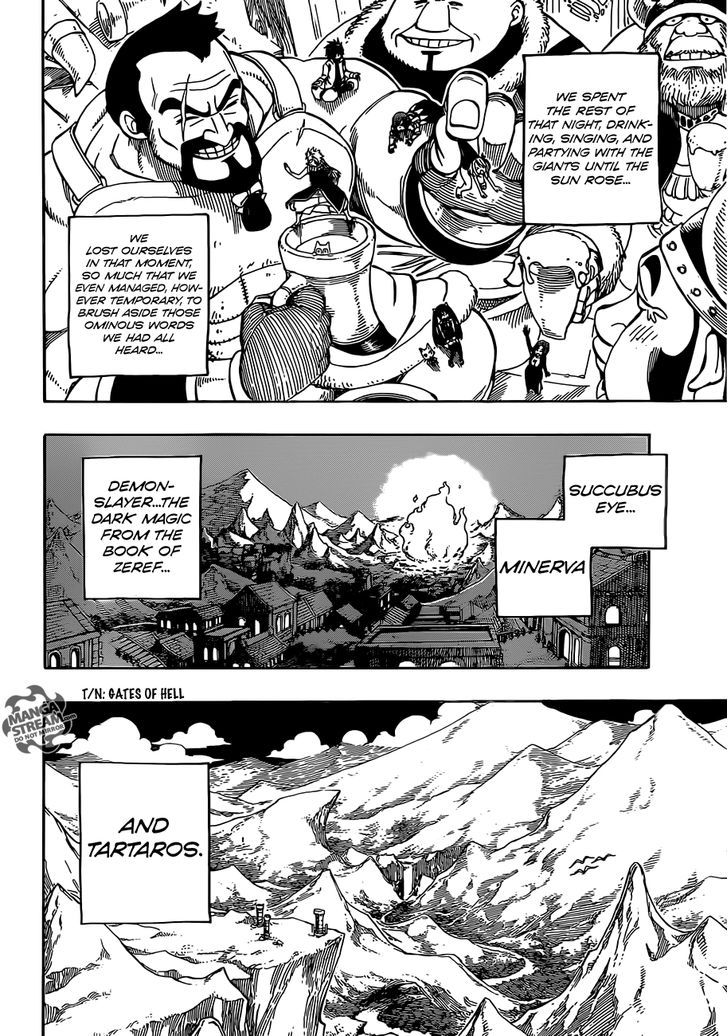 WE SPENT
THE REST OF
THAT NIGHT, DRINK-
ING, SINGING, AND
PARTYING WITH THE
GIANTS UNTIL THE
SUN ROSE...
WE
LOST OURSELVES
IN THAT MOMENT,
SO MUCH THAT WE
EVEN MANAGED, HOW-
EVER TEMPORARY, TO
BRUSH ASIDE THOSE
OMINOUS WORDS
WE HAD ALL
HEARD...
SUCCUBUS
EYE...
MINERVA
DEMON-
SLAYER...THE
DARK MAGIC
FROM THE
BOOK OF
ZEREF...
T/N: GATES OF HELL
MANGA
STREAM.com
DO NOT MIRROR
AND
TARTAROS.